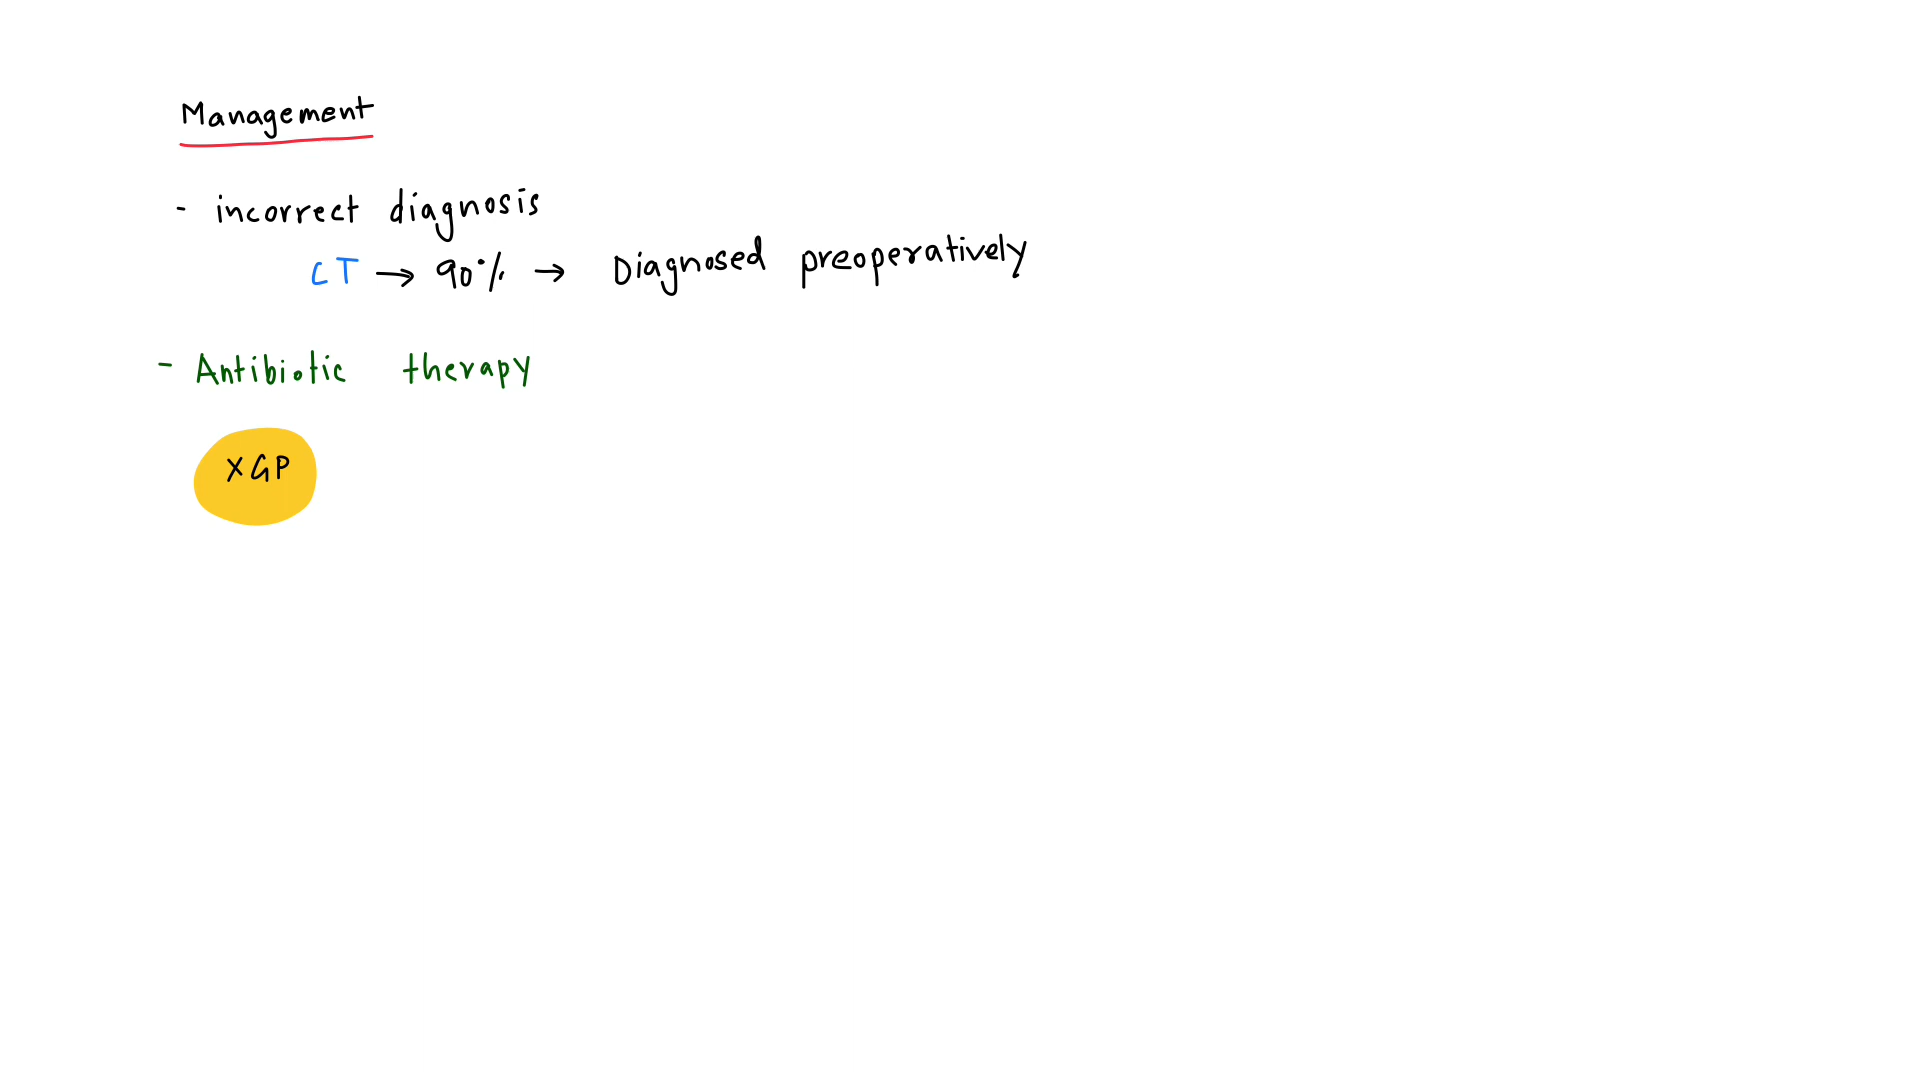 Management
- incorrect diagnosis
CT → 90% → Diagnosed preoperatively
- Antibiotic therapy
XGP